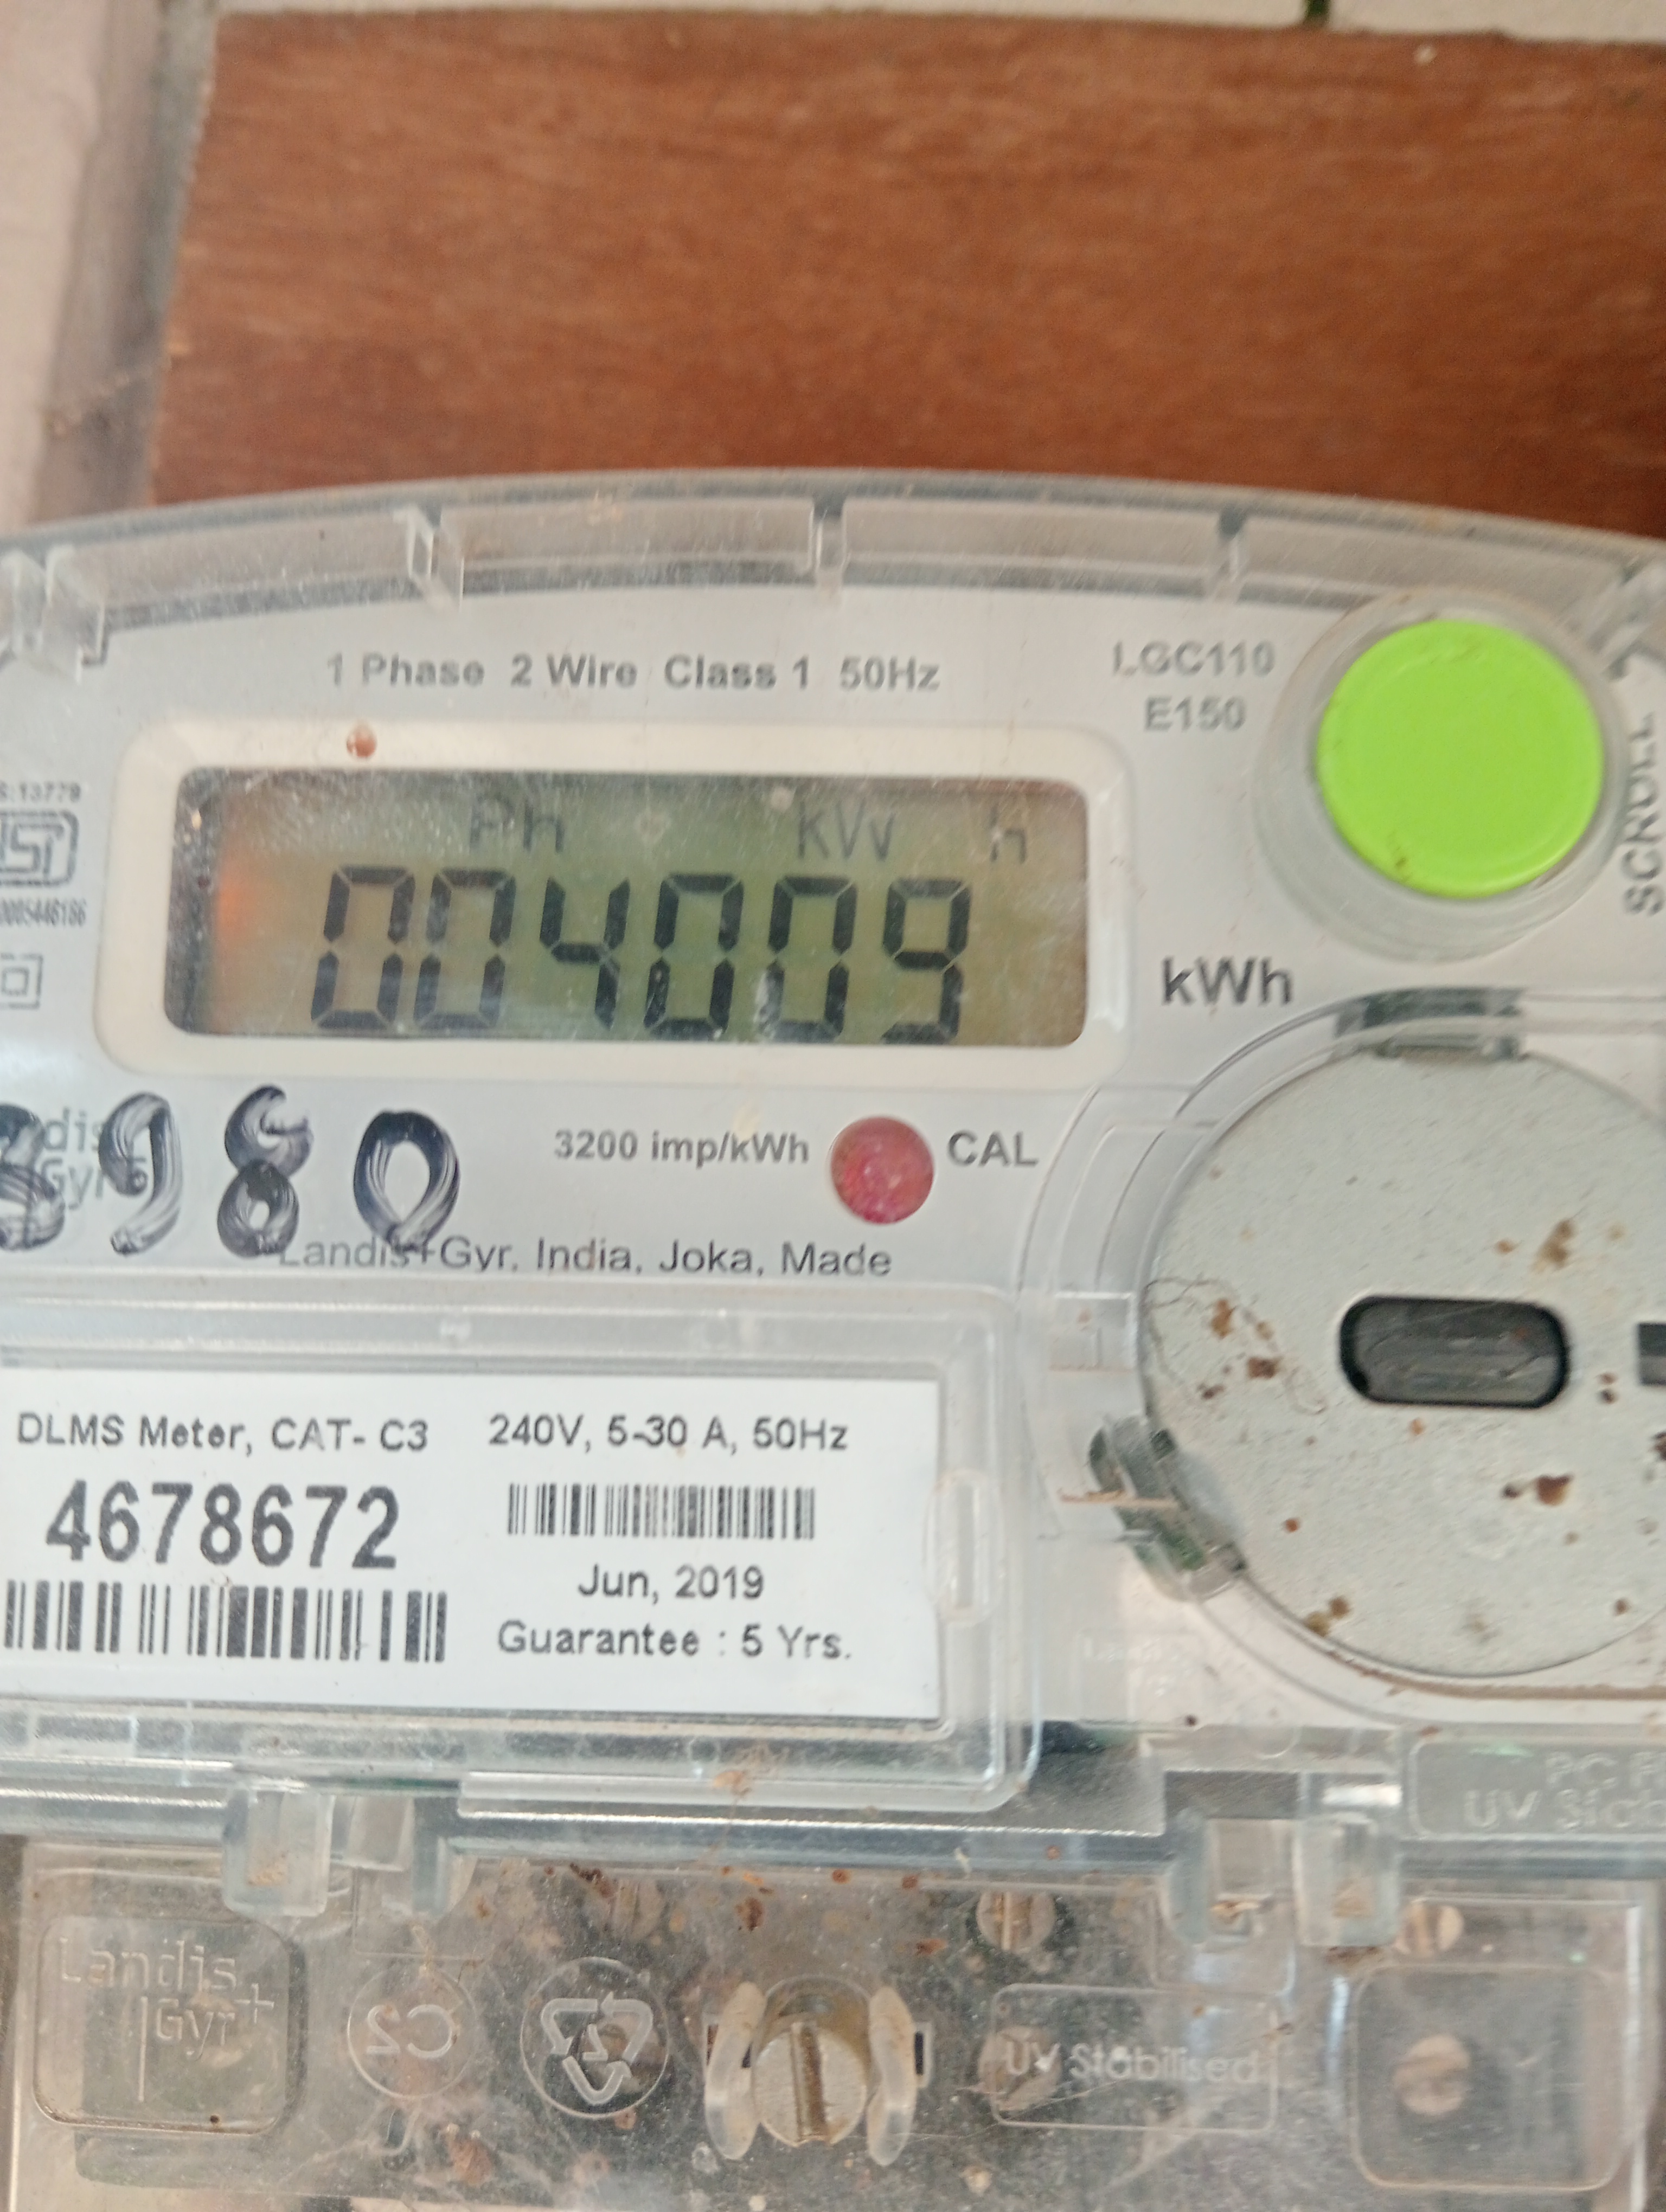 1 Phase 2 Wire Class 1 50Hz
LGC110
E150
SCROLL
Ph kW h
004009
kWh
3980
3200 imp/kWh CAL
Landis+Gyr, India, Joka, Made
DLMS Meter, CAT- C3
4678672
240V, 5-30 A, 50Hz
Jun, 2019
Guarantee : 5 Yrs.
Landis
Gyr+
C2
UV Stabilised